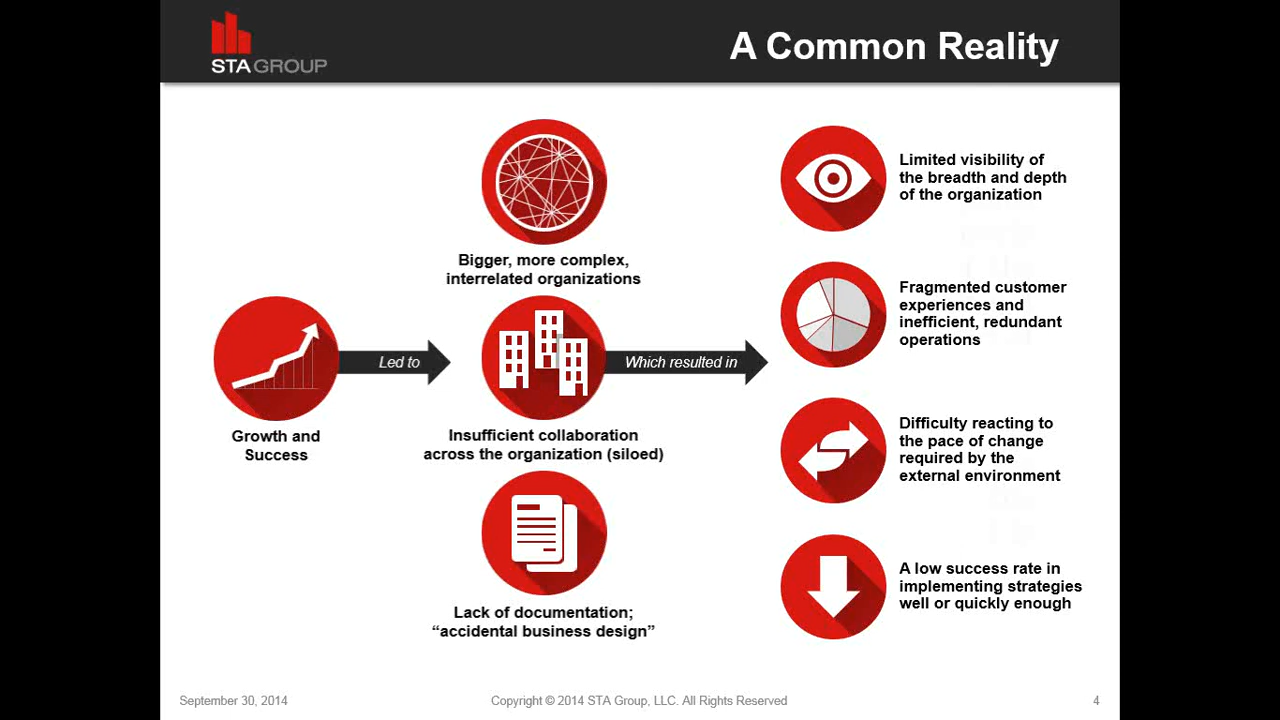 STA GROUP
A Common Reality
Growth and
Success
Led to
Bigger, more complex,
interrelated organizations
Insufficient collaboration
across the organization (siloed)
Lack of documentation;
“accidental business design”
Which resulted in
Limited visibility of
the breadth and depth
of the organization
Fragmented customer
experiences and
inefficient, redundant
operations
Difficulty reacting to
the pace of change
required by the
external environment
A low success rate in
implementing strategies
well or quickly enough
September 30, 2014
Copyright © 2014 STA Group, LLC. All Rights Reserved
4